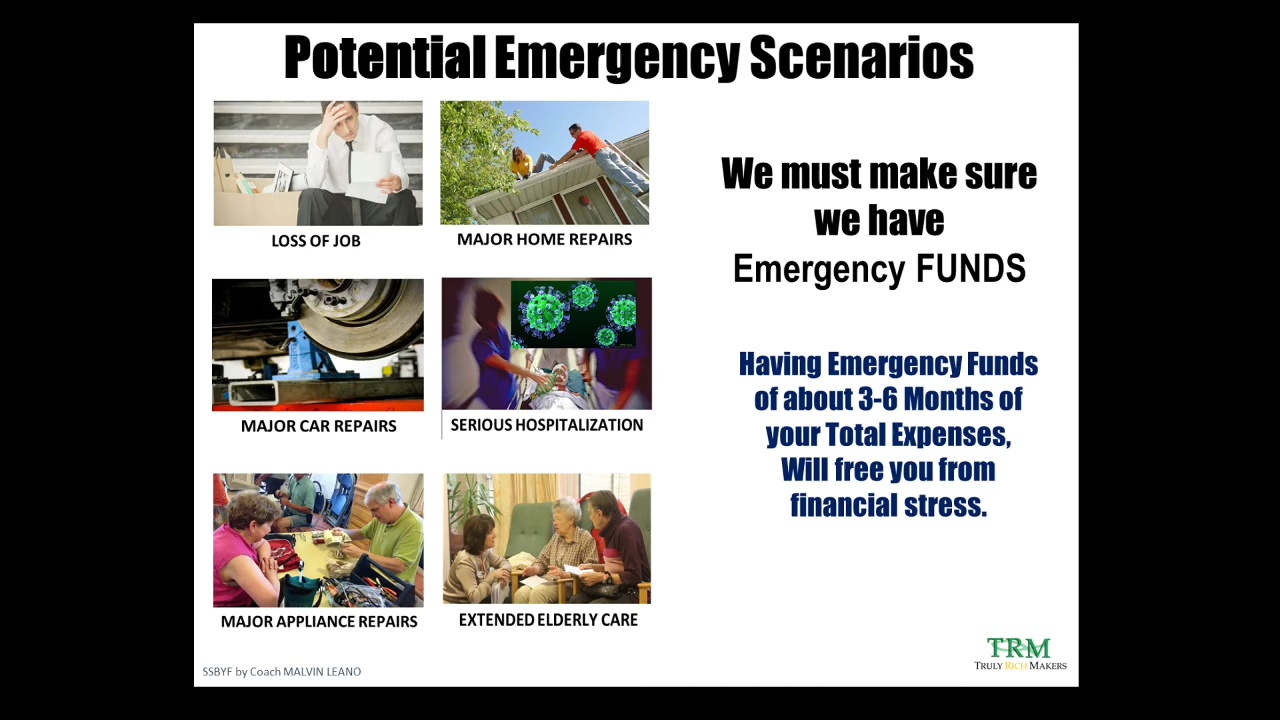 Potential Emergency Scenarios
LOSS OF JOB
MAJOR HOME REPAIRS
MAJOR CAR REPAIRS
SERIOUS HOSPITALIZATION
MAJOR APPLIANCE REPAIRS
EXTENDED ELDERLY CARE
We must make sure
we have
Emergency FUNDS
Having Emergency Funds
of about 3-6 Months of
your Total Expenses,
Will free you from
financial stress.
SSBYF by Coach MALVIN LEANO
TRM
TRULY RICH MAKERS